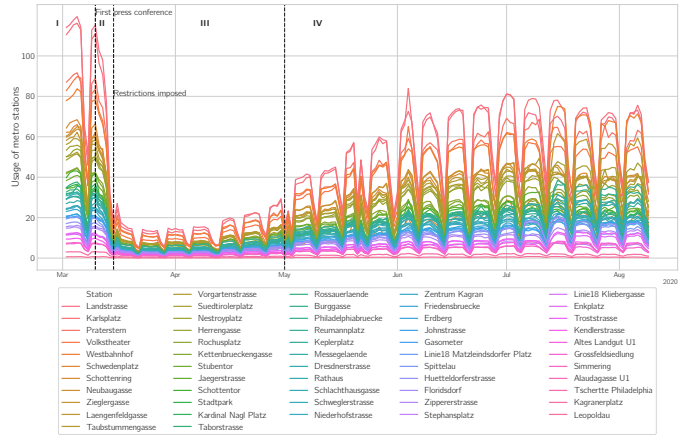 First press conference
I
II
III
IV
100
Restrictions imposed
80
60
40
20
0
Usage of metro stations
Mar
Apr
May
Jun
Jul
Aug
2020
Station
Landstrasse
Karlsplatz
Praterstern
Volkstheater
Westbahnhof
Schwedenplatz
Schottenring
Neubaugasse
Zieglergasse
Laengenfeldgasse
Taubstummengasse
Vorgartenstrasse
Suedtirolerplatz
Nestroyplatz
Herrengasse
Rochusplatz
Kettenbrueckengasse
Stubentor
Jaegerstrasse
Schottentor
Stadtpark
Kardinal Nagl Platz
Taborstrasse
Rossauerlaende
Burggasse
Philadelphiabruecke
Reumannplatz
Keplerplatz
Messegelaende
Dresdnerstrasse
Rathaus
Schlachthausgasse
Schweglerstrasse
Niederhofstrasse
Zentrum Kagran
Friedensbruecke
Erdberg
Johnstrasse
Gasometer
Linie18 Matzleindsdorfer Platz
Spittelau
Huetteldorferstrasse
Floridsdorf
Zippererstrasse
Stephansplatz
Linie18 Kliebergasse
Enkplatz
Troststrasse
Kendlerstrasse
Altes Landgut U1
Grossfeldsiedlung
Simmering
Alaudagasse U1
Tschertte Philadelphia
Kagranerplatz
Leopoldau